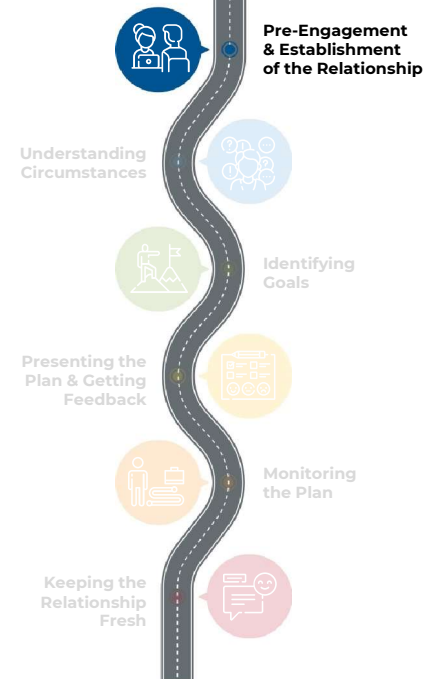 Pre-Engagement
& Establishment
of the Relationship
Understanding
Circumstances
Identifying
Goals
Presenting the
Plan & Getting
Feedback
Monitoring
the Plan
Keeping the
Relationship
Fresh